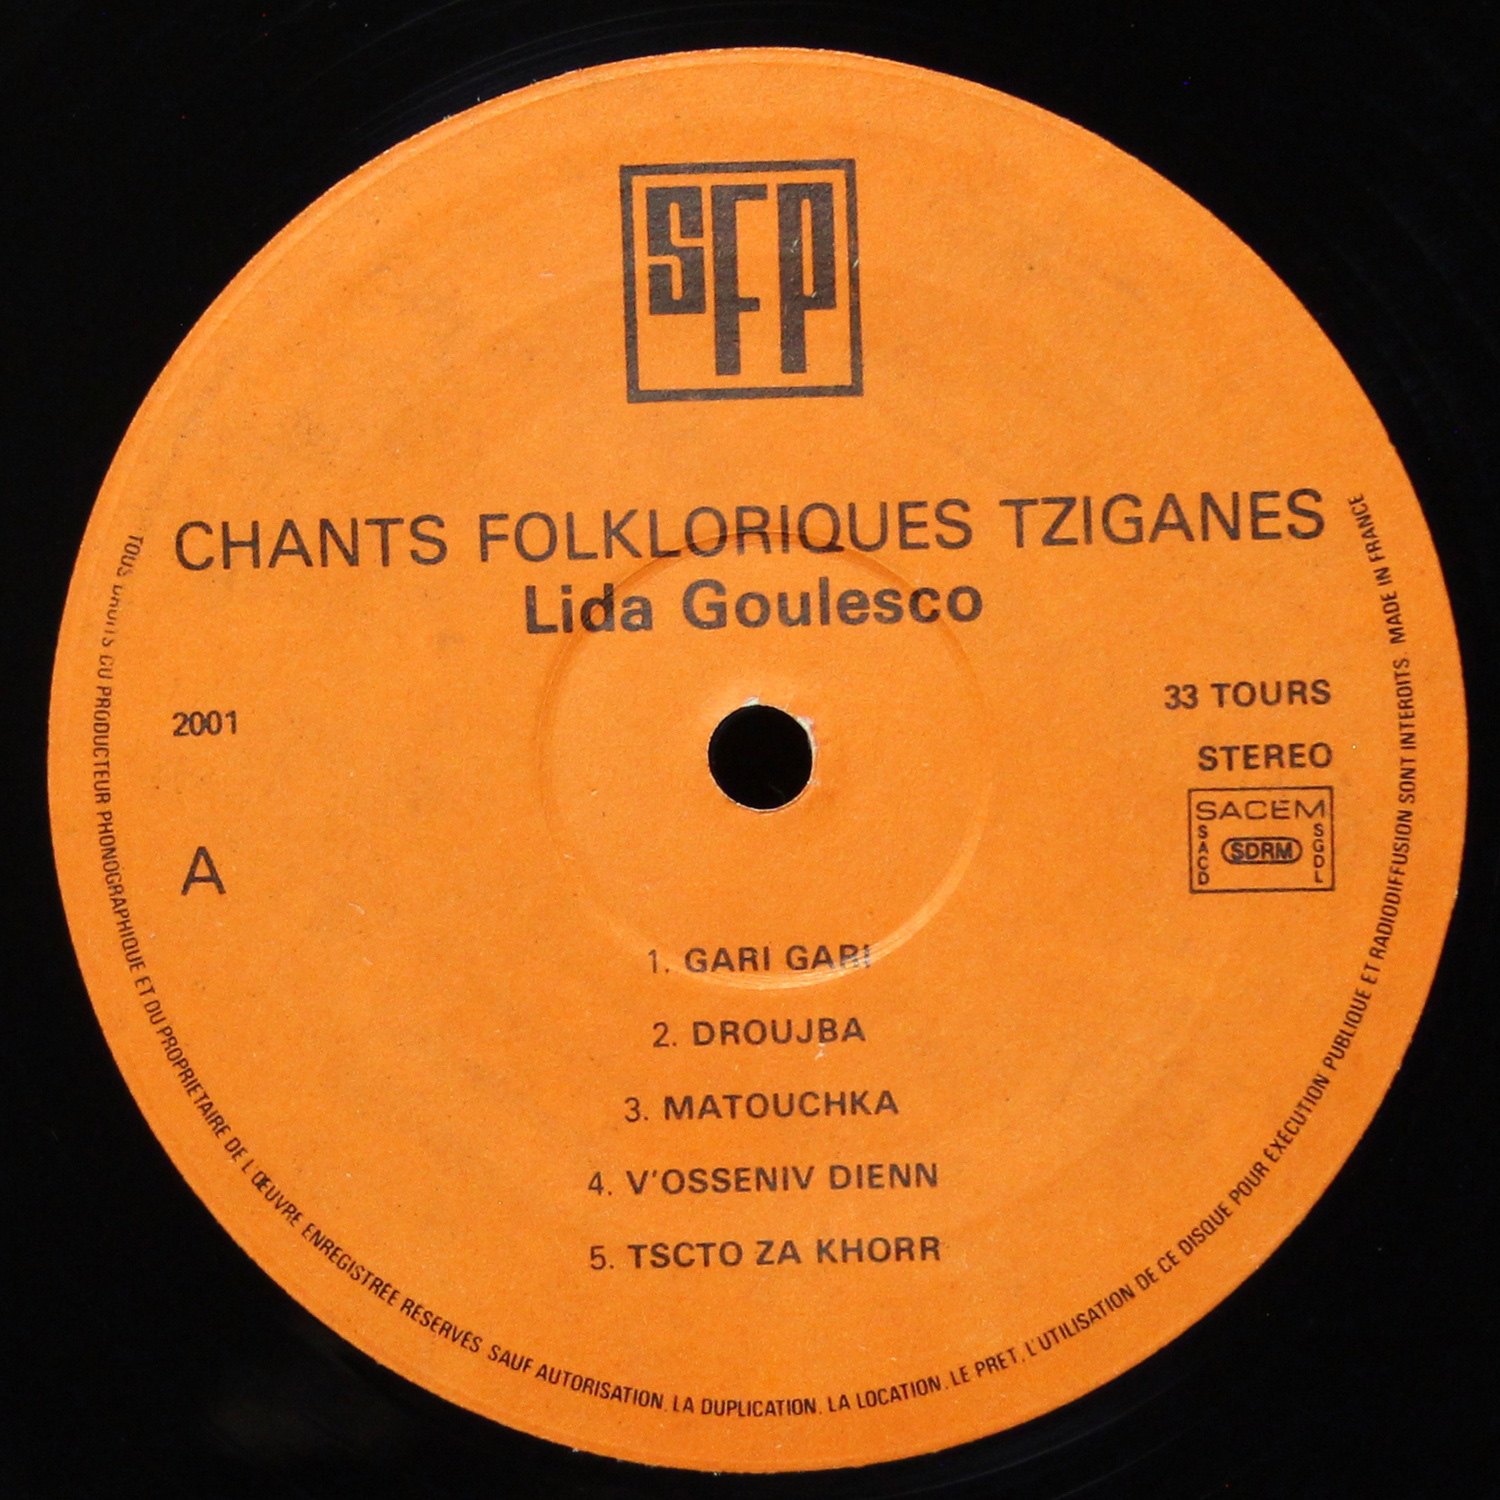 SFP
CHANTS FOLKLORIQUES TZIGANES
Lida Goulesco
2001
A
33 TOURS
STEREO
SACEM
SACD
SDRM
SGDL
1. GARI GARI
2. DROUJBA
3. MATOUCHKA
4. V'OSSENIV DIENN
5. TSCTO ZA KHORR
TOUS DROITS DU PRODUCTEUR PHONOGRAPHIQUE ET DU PROPRIETAIRE DE L'ŒUVRE ENREGISTRÉE RÉSERVÉS SAUF AUTORISATION. LA DUPLICATION. LA LOCATION. LE PRET. L'UTILISATION DE CE DISQUE POUR EXÉCUTION PUBLIQUE ET RADIODIFFUSION SONT INTERDITS. MADE IN FRANCE